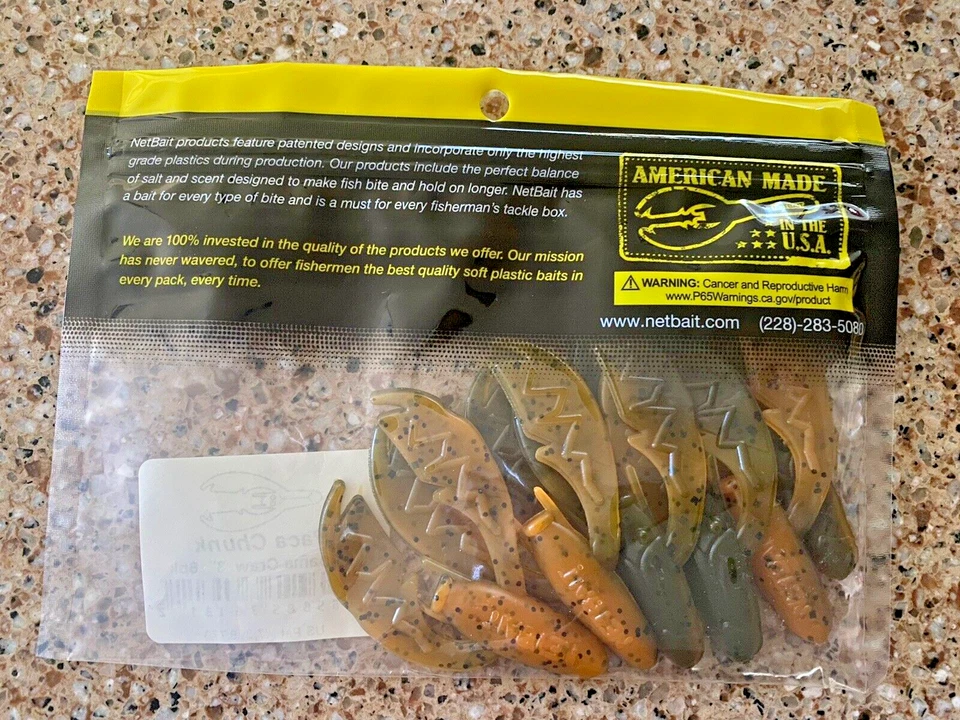 NetBait products feature patented designs and incorporate only the highest
grade plastics during production. Our products include the perfect balance
of salt and scent designed to make fish bite and hold on longer. NetBait has
a bait for every type of bite and is a must for every fisherman's tackle box.
We are 100% invested in the quality of the products we offer. Our mission
has never wavered, to offer fishermen the best quality soft plastic baits in
every pack, every time.
AMERICAN MADE
IN THE
U.S.A.
WARNING: Cancer and Reproductive Harm
www.P65Warnings.ca.gov/product
www.netbait.com (228)-283-5080
Paca Chunk
Craw 3"